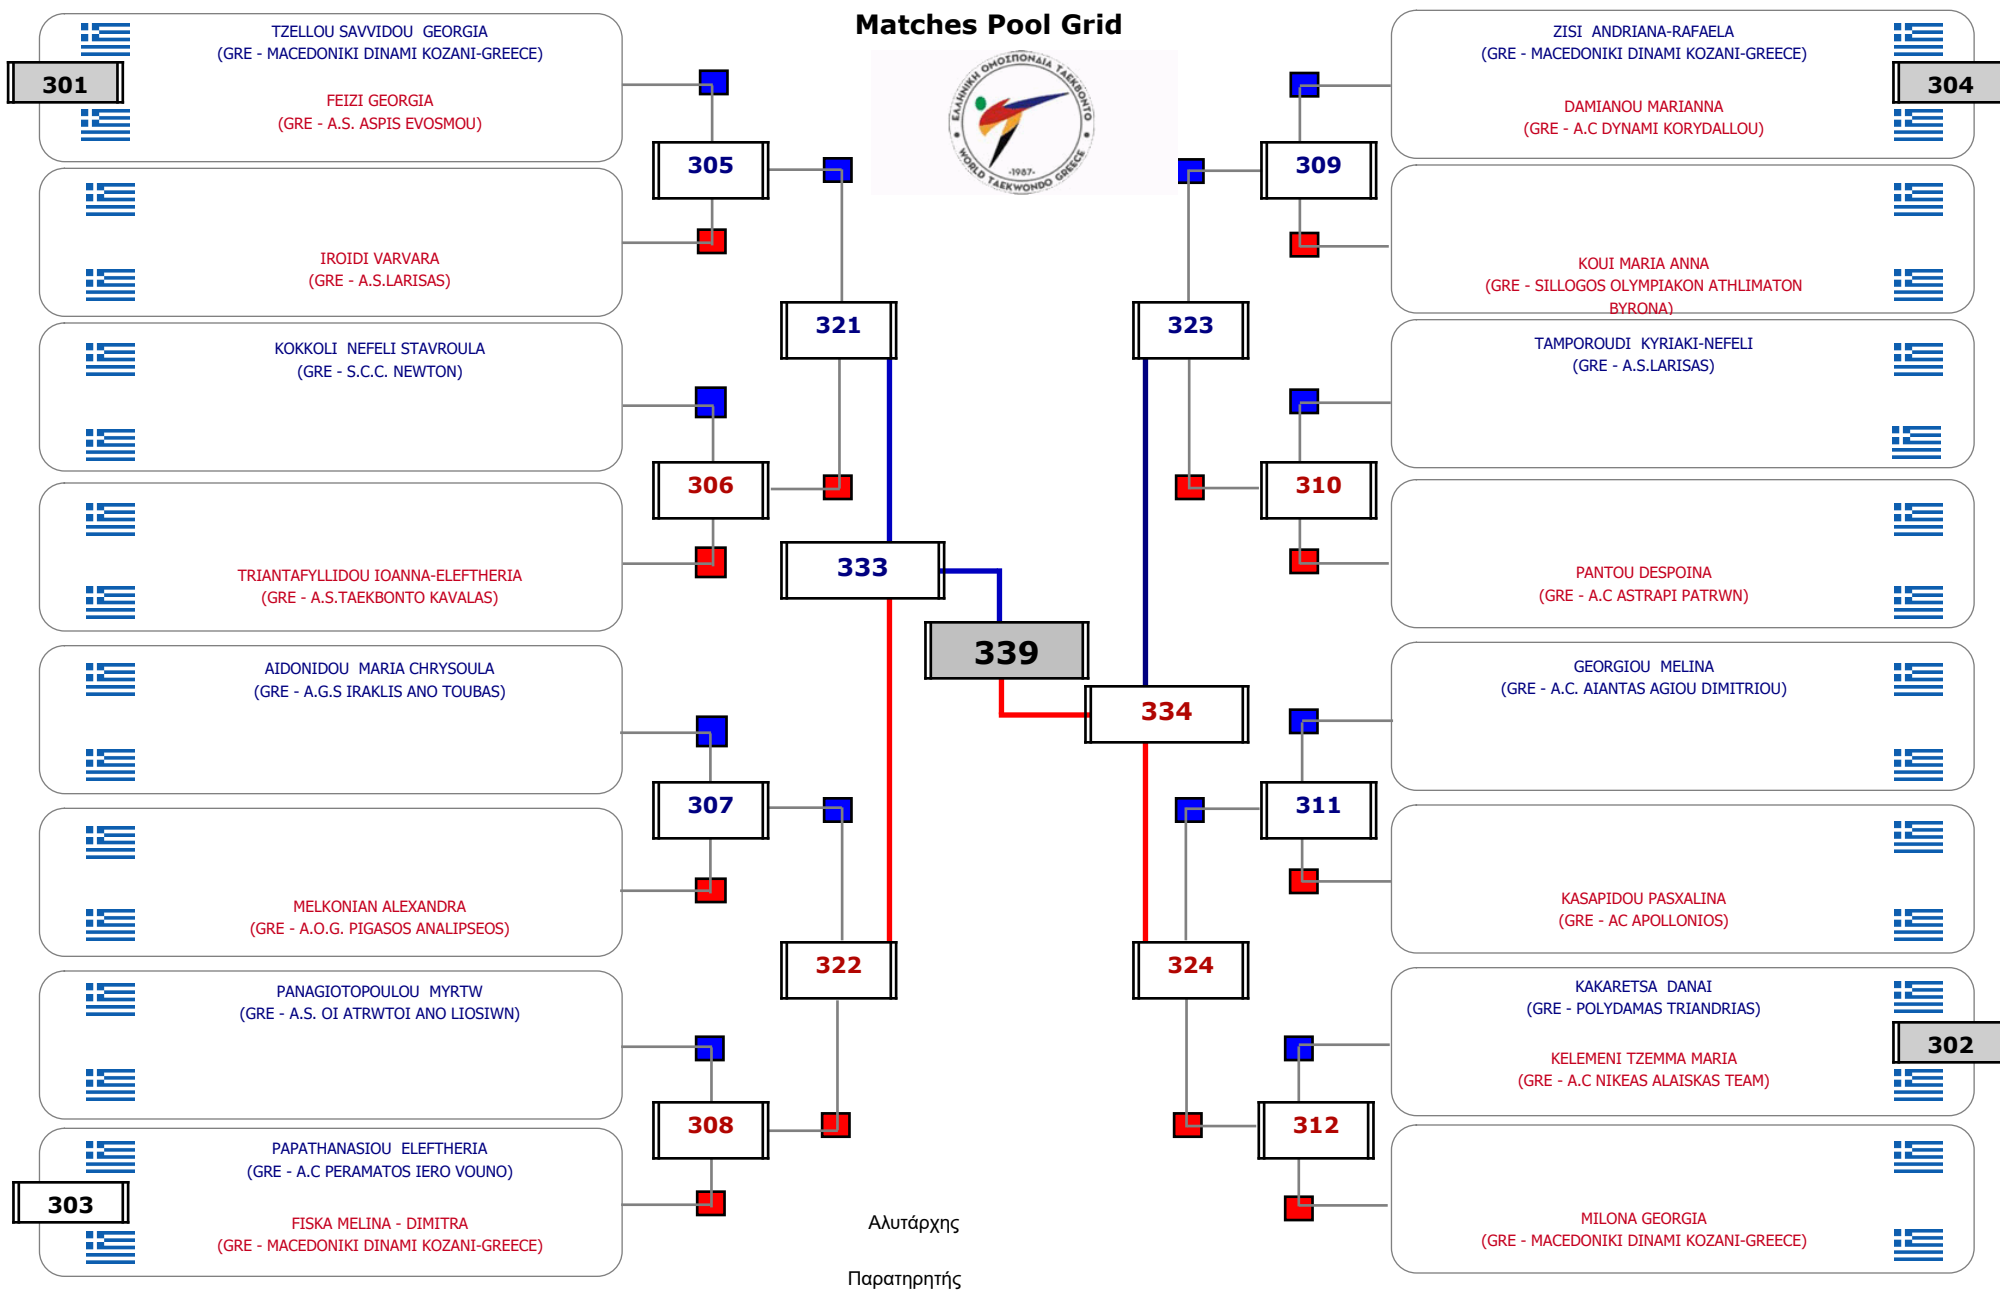 Matches Pool Grid
ΕΛΛΗΝΙΚΗ ΟΜΟΣΠΟΝΔΙΑ ΤΑΕΚΒΟΝΤΟ
WORLD TAEKWONDO GREECE
·1987·
301
TZELLOU SAVVIDOU GEORGIA
(GRE - MACEDONIKI DINAMI KOZANI-GREECE)
FEIZI GEORGIA
(GRE - A.S. ASPIS EVOSMOU)
305
IROIDI VARVARA
(GRE - A.S.LARISAS)
321
KOKKOLI NEFELI STAVROULA
(GRE - S.C.C. NEWTON)
306
TRIANTAFYLLIDOU IOANNA-ELEFTHERIA
(GRE - A.S.TAEKBONTO KAVALAS)
333
AIDONIDOU MARIA CHRYSOULA
(GRE - A.G.S IRAKLIS ANO TOUBAS)
307
MELKONIAN ALEXANDRA
(GRE - A.O.G. PIGASOS ANALIPSEOS)
322
PANAGIOTOPOULOU MYRTW
(GRE - A.S. OI ATRWTOI ANO LIOSIWN)
308
303
PAPATHANASIOU ELEFTHERIA
(GRE - A.C PERAMATOS IERO VOUNO)
FISKA MELINA - DIMITRA
(GRE - MACEDONIKI DINAMI KOZANI-GREECE)
339
ZISI ANDRIANA-RAFAELA
(GRE - MACEDONIKI DINAMI KOZANI-GREECE)
304
DAMIANOU MARIANNA
(GRE - A.C DYNAMI KORYDALLOU)
309
KOUI MARIA ANNA
(GRE - SILLOGOS OLYMPIAKON ATHLIMATON
BYRONA)
323
TAMPOROUDI KYRIAKI-NEFELI
(GRE - A.S.LARISAS)
310
PANTOU DESPOINA
(GRE - A.C ASTRAPI PATRWN)
334
GEORGIOU MELINA
(GRE - A.C. AIANTAS AGIOU DIMITRIOU)
311
KASAPIDOU PASXALINA
(GRE - AC APOLLONIOS)
324
KAKARETSA DANAI
(GRE - POLYDAMAS TRIANDRIAS)
302
KELEMENI TZEMMA MARIA
(GRE - A.C NIKEAS ALAISKAS TEAM)
312
MILONA GEORGIA
(GRE - MACEDONIKI DINAMI KOZANI-GREECE)
Αλυτάρχης
Παρατηρητής